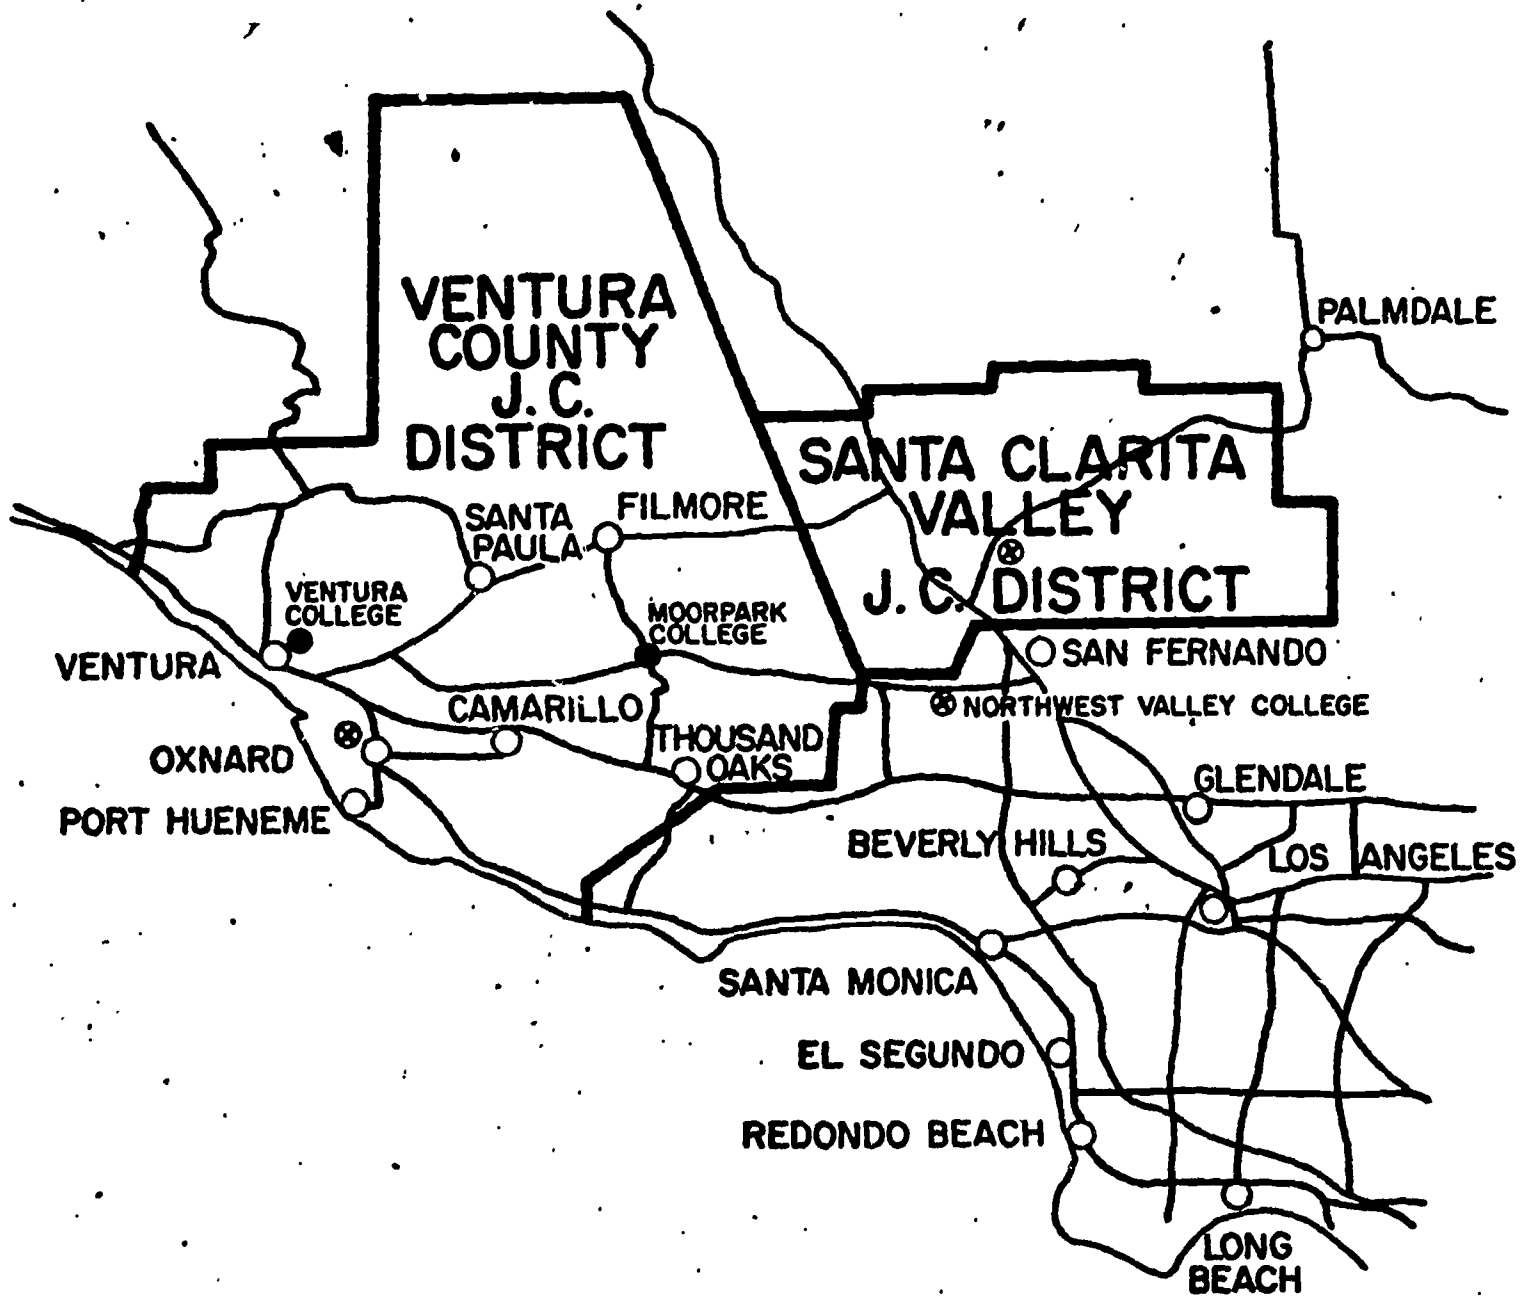 VENTURA
COUNTY
J. C.
DISTRICT
PALMDALE
SANTA CLARITA
VALLEY
J. C. DISTRICT
SANTA
PAULA
FILMORE
VENTURA
COLLEGE
MOORPARK
COLLEGE
VENTURA
SAN FERNANDO
CAMARILLO
NORTHWEST VALLEY COLLEGE
OXNARD
THOUSAND
OAKS
PORT HUENEME
GLENDALE
BEVERLY HILLS
LOS ANGELES
SANTA MONICA
EL SEGUNDO
REDONDO BEACH
LONG
BEACH